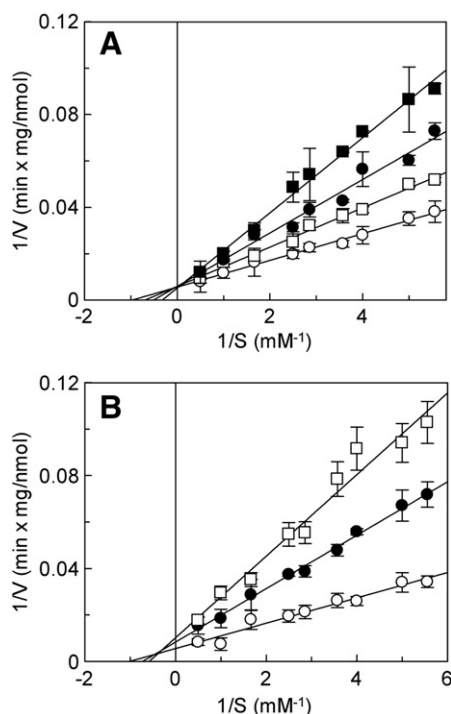 A
0.12
0.08
0.04
0
1/V (min x mg/nmol)
-2 0 2 4
1/S (mM-1)
B
0.12
0.08
0.04
0
1/V (min x mg/nmol)
-2 0 2 4 6
1/S (mM-1)